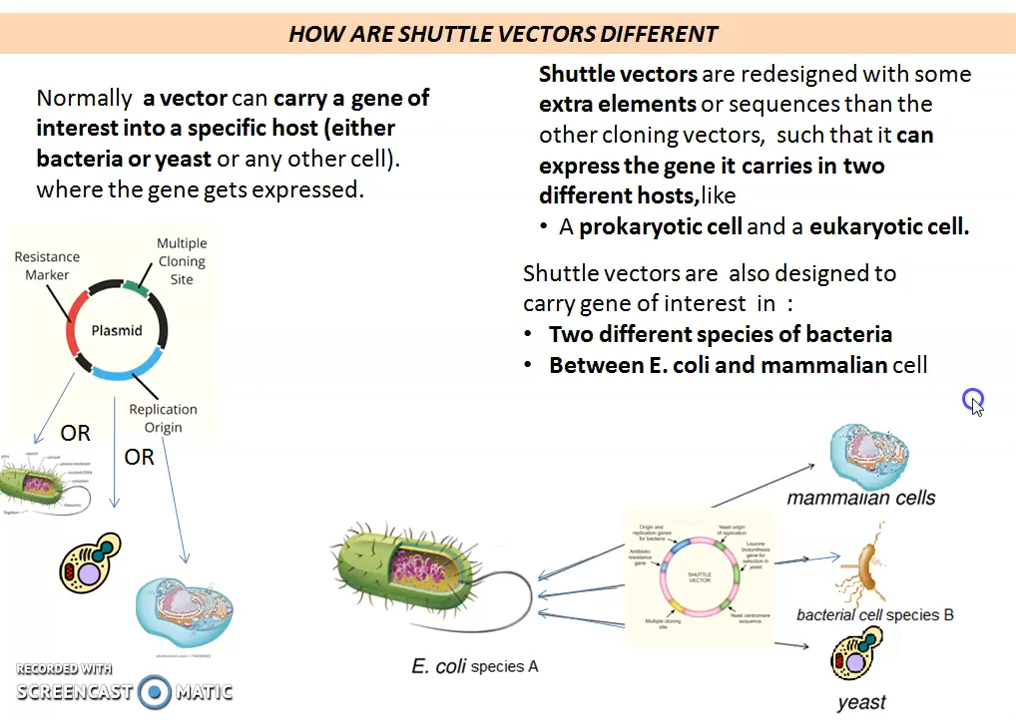 HOW ARE SHUTTLE VECTORS DIFFERENT
Normally a vector can carry a gene of
interest into a specific host (either
bacteria or yeast or any other cell).
where the gene gets expressed.
Shuttle vectors are redesigned with some
extra elements or sequences than the
other cloning vectors, such that it can
express the gene it carries in two
different hosts,like
• A prokaryotic cell and a eukaryotic cell.
Shuttle vectors are also designed to
carry gene of interest in :
• Two different species of bacteria
• Between E. coli and mammalian cell
Resistance
Marker
Multiple
Cloning
Site
Plasmid
Replication
Origin
OR
OR
mammalian cells
Origin and
replication genes
for bacteria
Yeast origin
of replication
Antibiotic
resistance
gene
Leucine
biosynthesis
gene for
selection in
yeast
SHUTTLE
VECTOR
Multiple cloning
site
Yeast centromere
sequence
bacterial cell species B
E. coli species A
yeast
RECORDED WITH
SCREENCAST MATIC